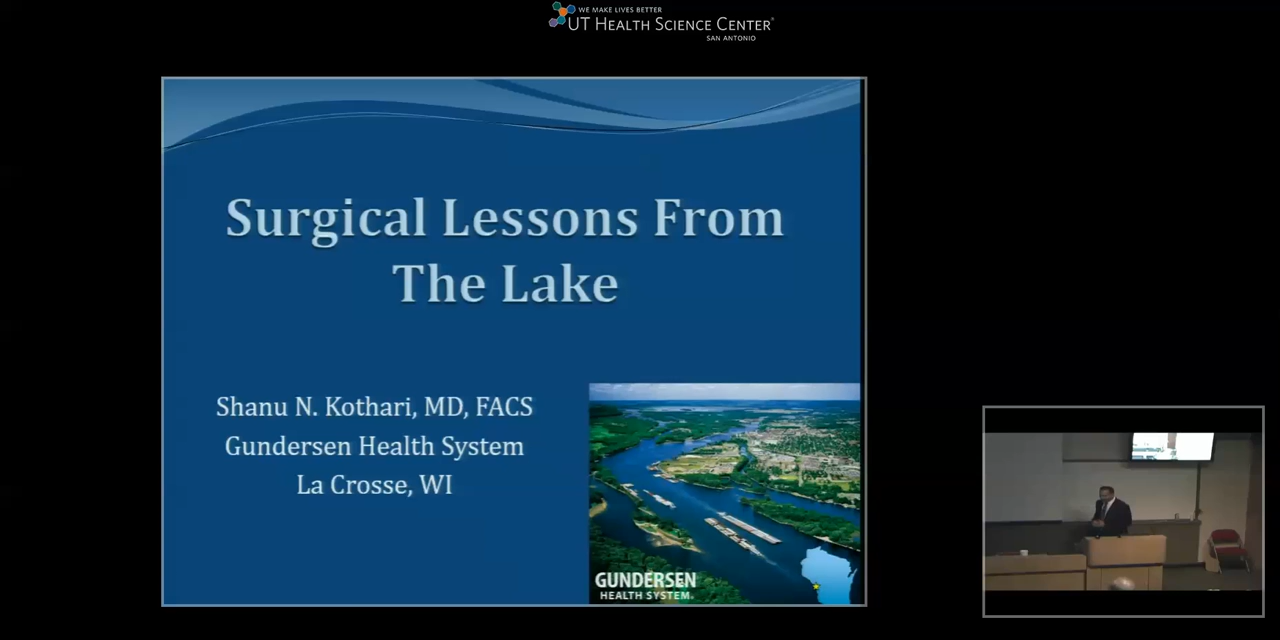 WE MAKE LIVES BETTER
UT HEALTH SCIENCE CENTER®
SAN ANTONIO
Surgical Lessons From
The Lake
Shanu N. Kothari, MD, FACS
Gundersen Health System
La Crosse, WI
GUNDERSEN
HEALTH SYSTEM®